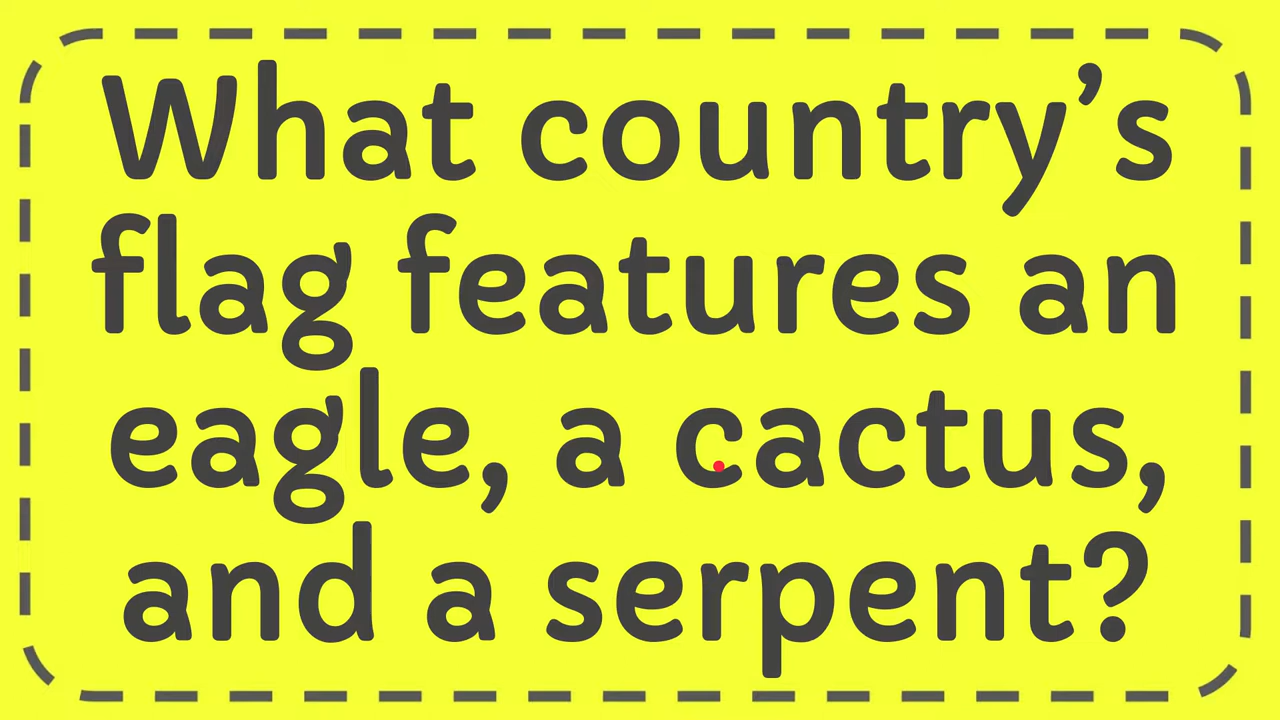 What country’s
flag features an
eagle, a cactus,
and a serpent?